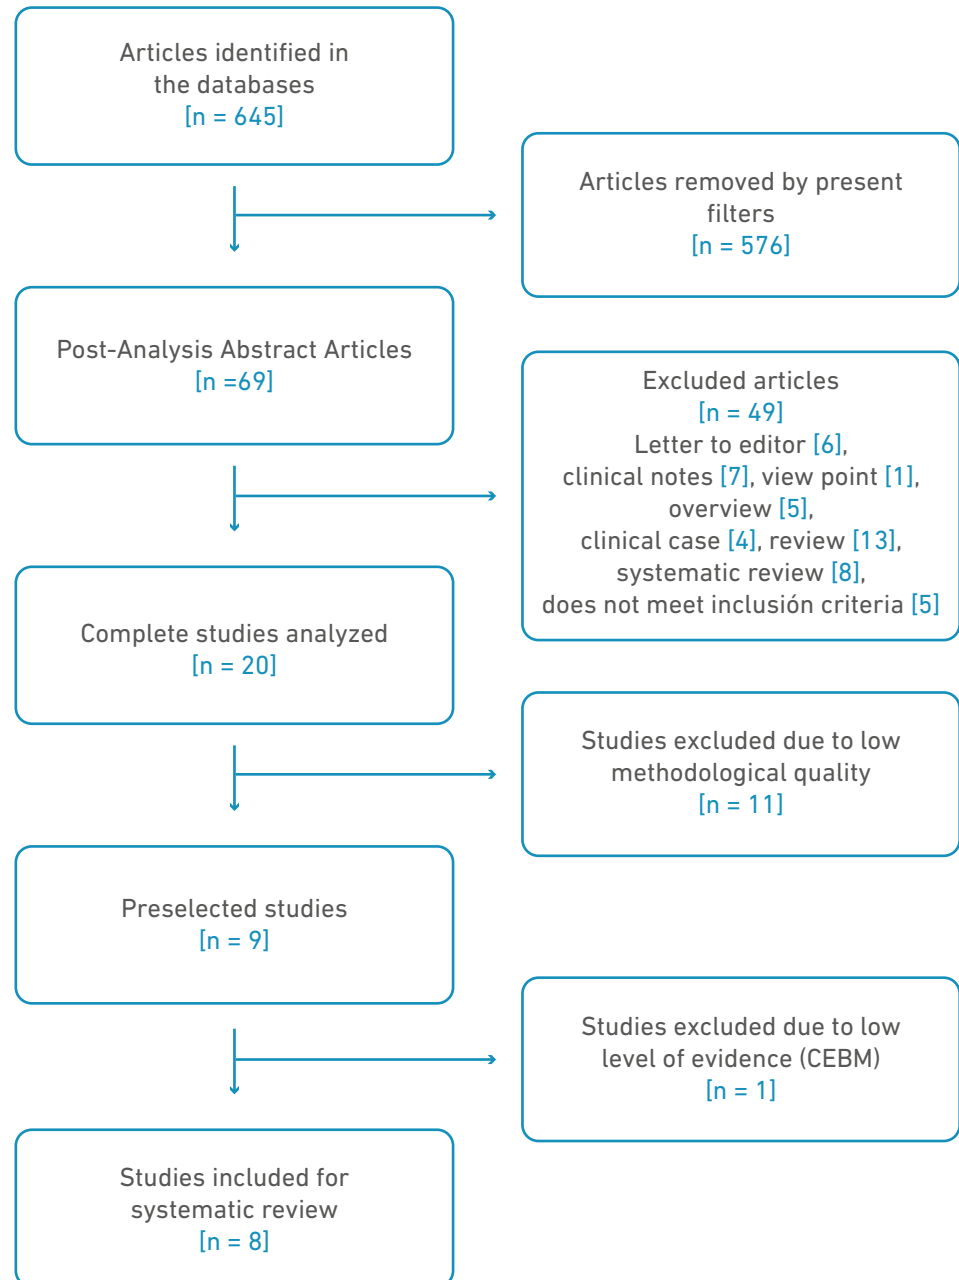 Articles identified in
the databases
[n = 645]
Articles removed by present
filters
[n = 576]
Post-Analysis Abstract Articles
[n =69]
Excluded articles
[n = 49]
Letter to editor [6],
clinical notes [7], view point [1],
overview [5],
clinical case [4], review [13],
systematic review [8],
does not meet inclusión criteria [5]
Complete studies analyzed
[n = 20]
Studies excluded due to low
methodological quality
[n = 11]
Preselected studies
[n = 9]
Studies excluded due to low
level of evidence (CEBM)
[n = 1]
Studies included for
systematic review
[n = 8]